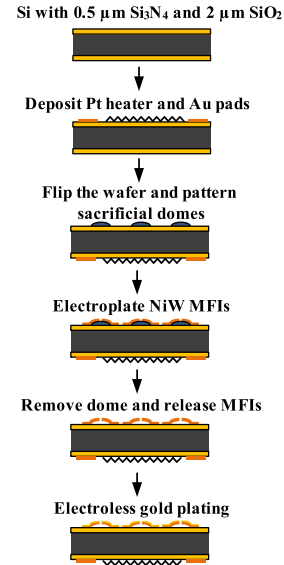 Si with 0.5 µm Si₃N₄ and 2 µm SiO₂
Deposit Pt heater and Au pads
Flip the wafer and pattern
sacrificial domes
Electroplate NiW MFIs
Remove dome and release MFIs
Electroless gold plating